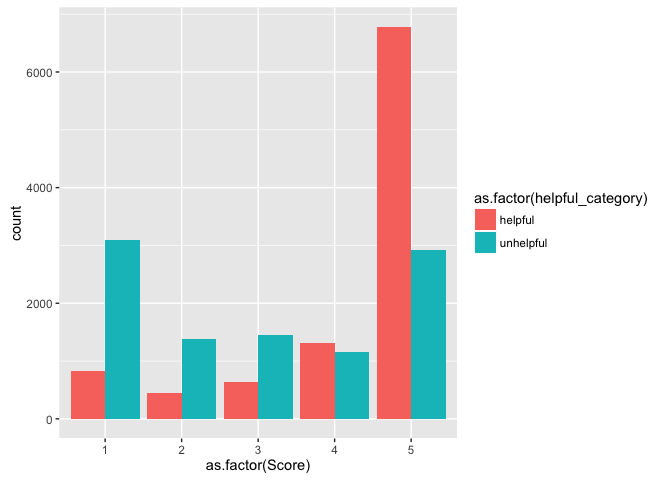 6000
4000
2000
0
count
1 2 3 4 5
as.factor(Score)
as.factor(helpful_category)
helpful
unhelpful